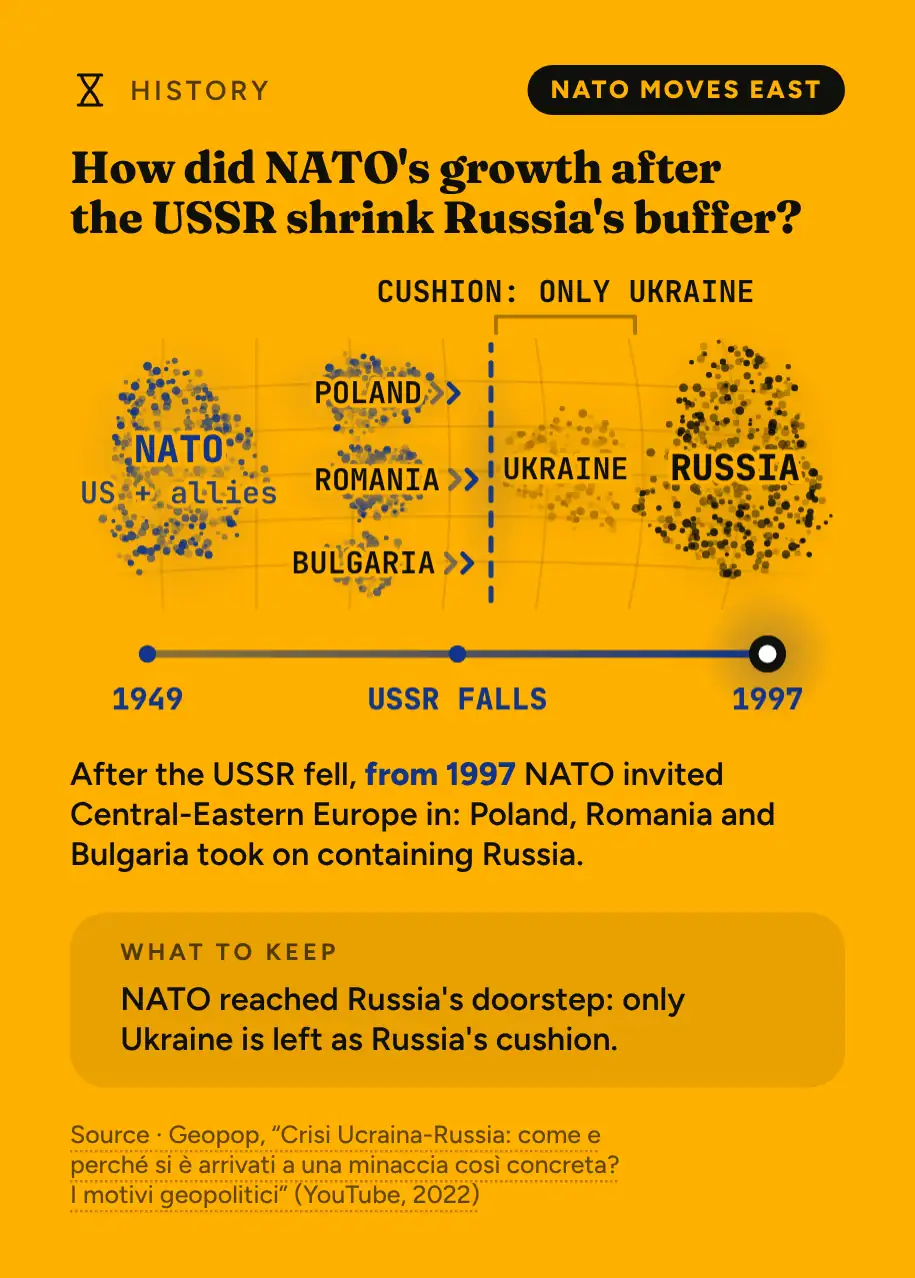 HISTORY
NATO MOVES EAST
How did NATO's growth after
the USSR shrink Russia's buffer?
CUSHION: ONLY UKRAINE
POLAND
NATO
US + allies
ROMANIA
UKRAINE
RUSSIA
BULGARIA
1949
USSR FALLS
1997
After the USSR fell, from 1997 NATO invited
Central-Eastern Europe in: Poland, Romania and
Bulgaria took on containing Russia.
WHAT TO KEEP
NATO reached Russia's doorstep: only
Ukraine is left as Russia's cushion.
Source · Geopop, “Crisi Ucraina-Russia: come e
perché si è arrivati a una minaccia così concreta?
I motivi geopolitici” (YouTube, 2022)